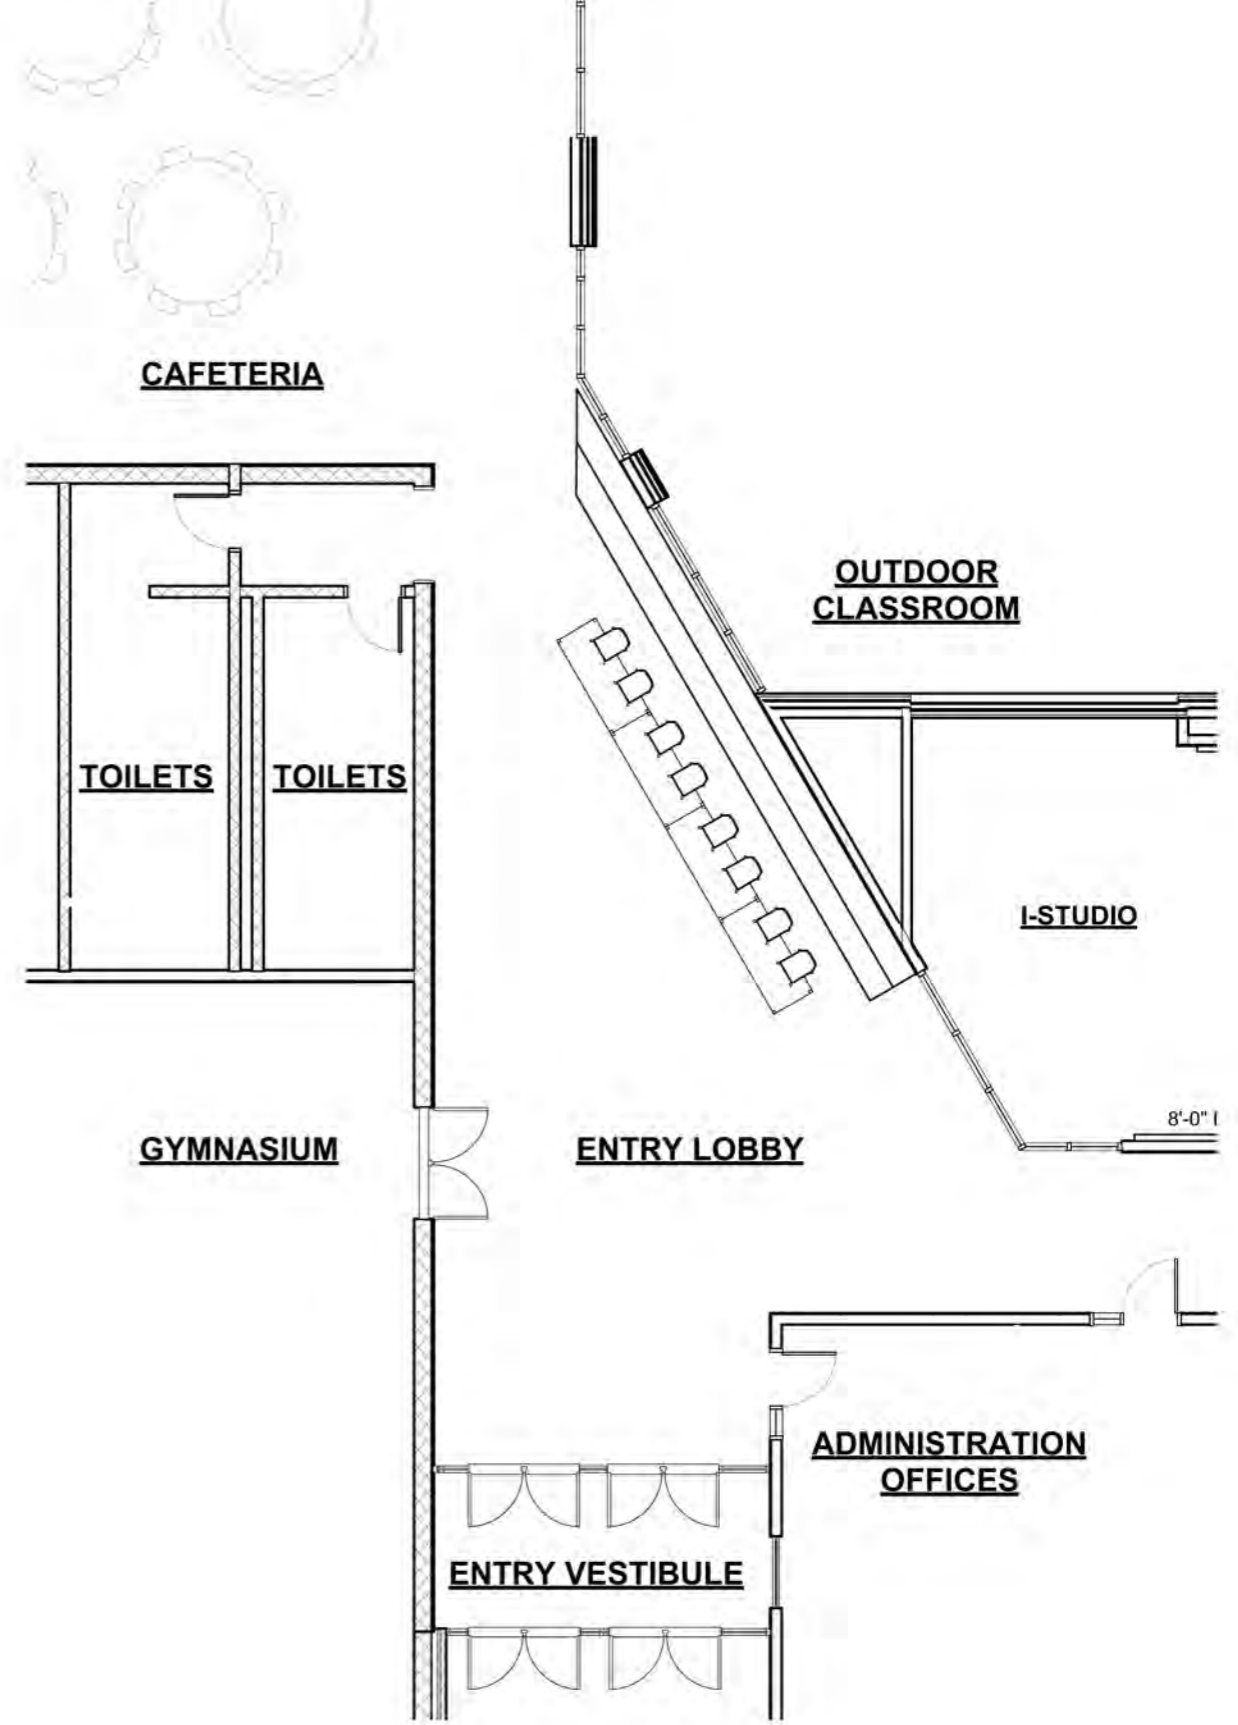 CAFETERIA
OUTDOOR
CLASSROOM
TOILETS
TOILETS
I-STUDIO
8'-0"
GYMNASIUM
ENTRY LOBBY
ADMINISTRATION
OFFICES
ENTRY VESTIBULE